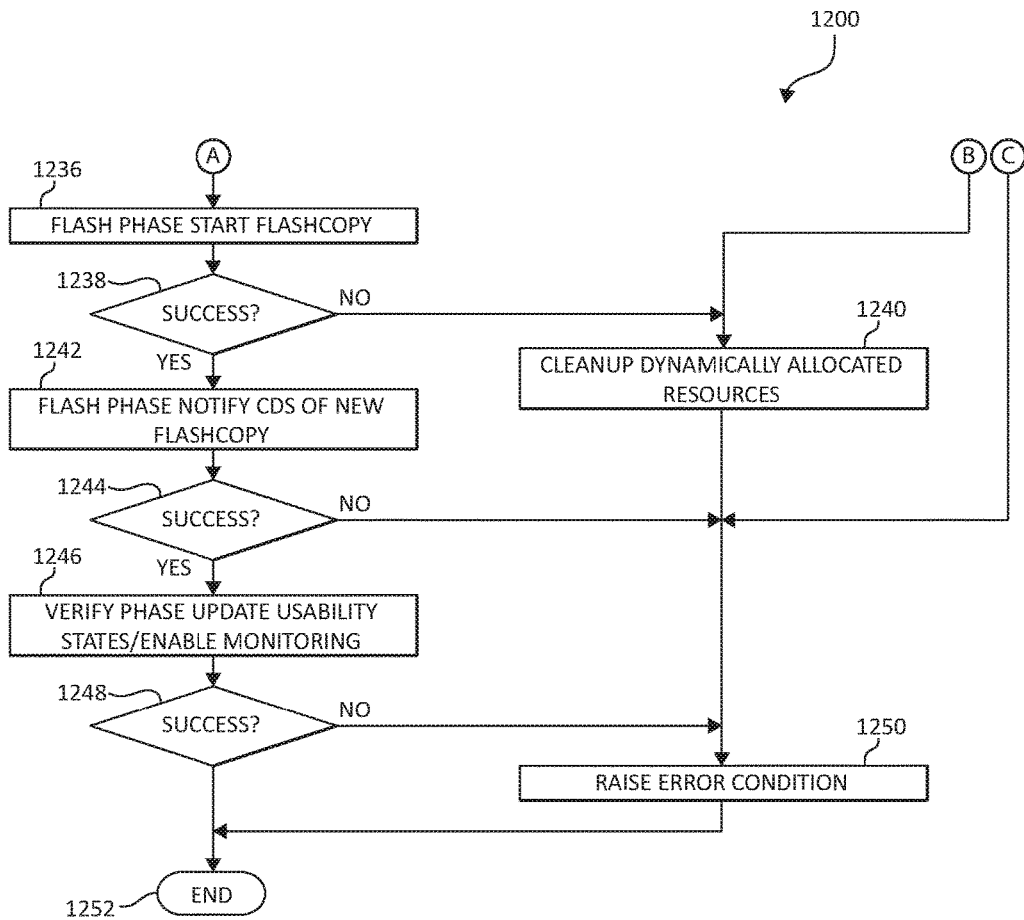 1200
A
B
C
1236
FLASH PHASE START FLASHCOPY
1238
SUCCESS?
NO
YES
1240
CLEANUP DYNAMICALLY ALLOCATED
RESOURCES
1242
FLASH PHASE NOTIFY CDS OF NEW
FLASHCOPY
1244
SUCCESS?
NO
YES
1246
VERIFY PHASE UPDATE USABILITY
STATES/ENABLE MONITORING
1248
SUCCESS?
NO
1250
RAISE ERROR CONDITION
END
1252